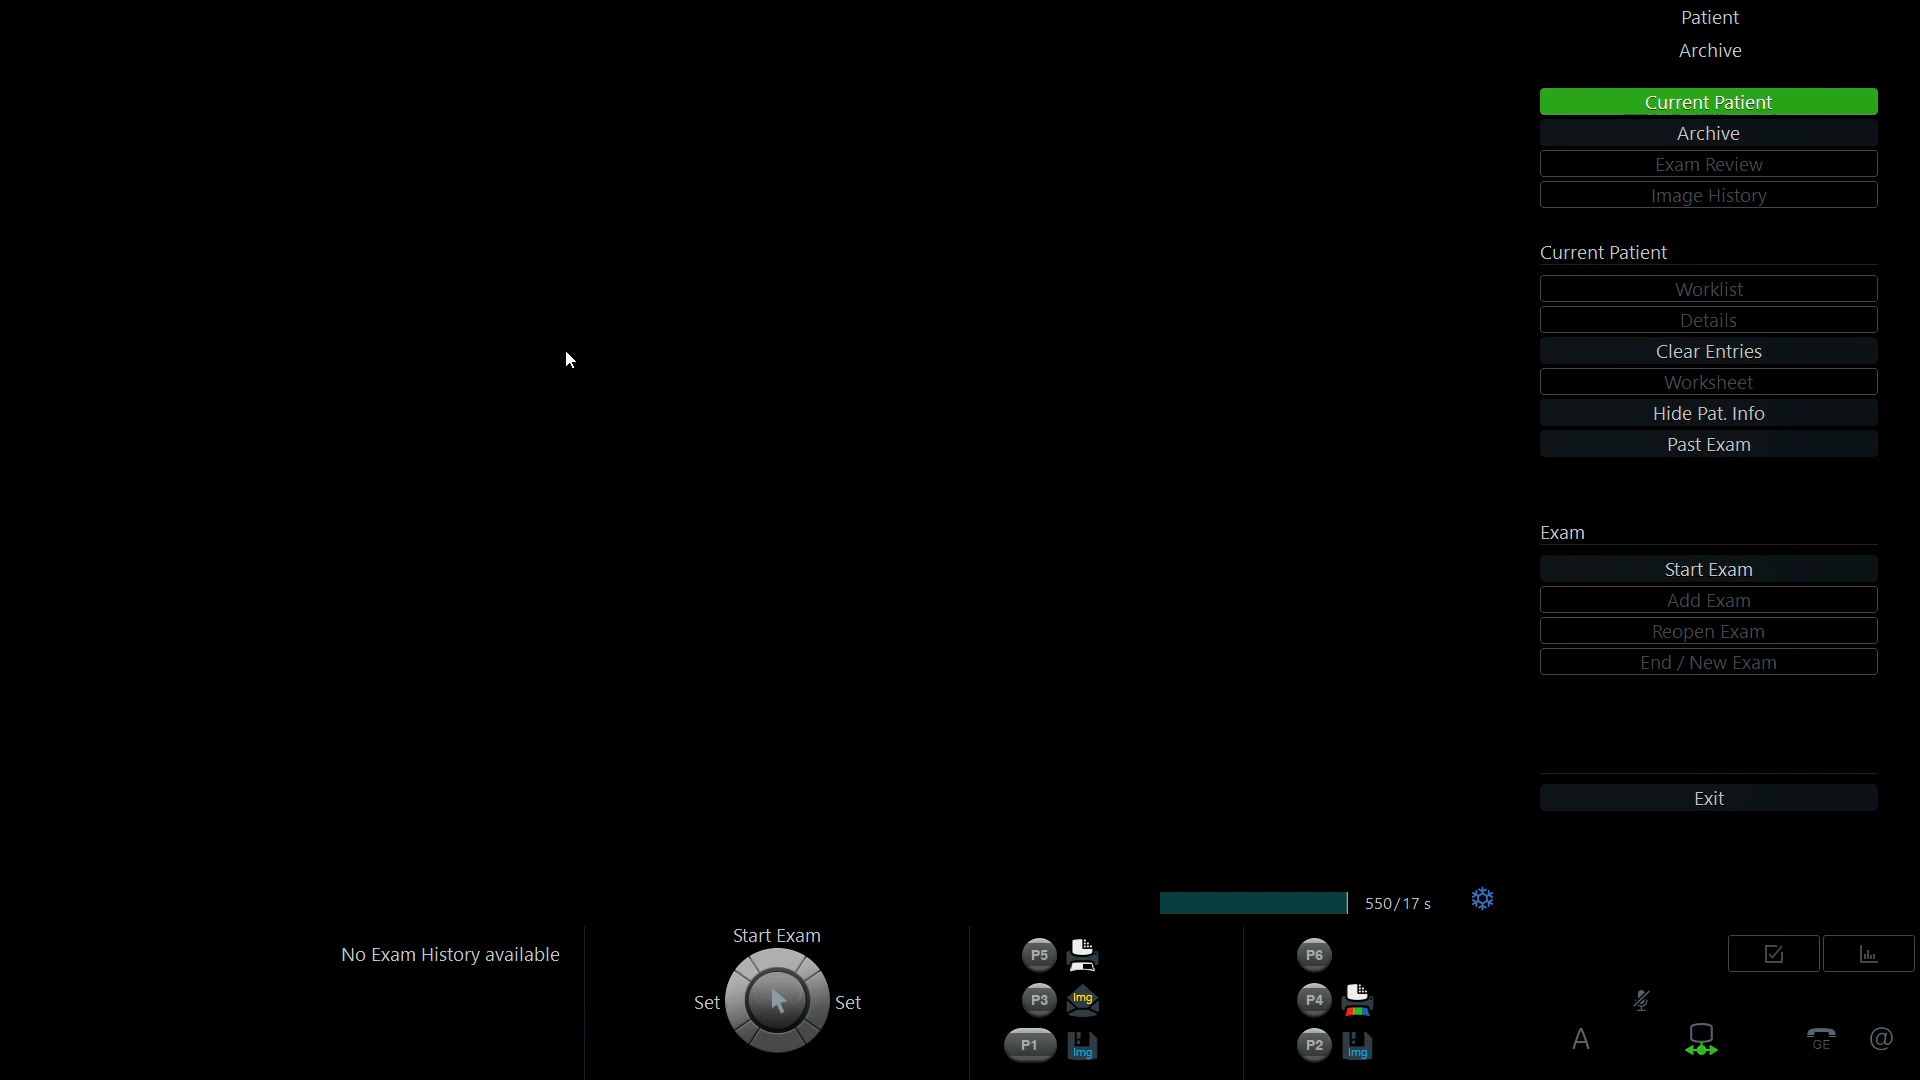 Patient
Archive
Current Patient
Archive
Exam Review
Image History
Current Patient
Worklist
Details
Clear Entries
Worksheet
Hide Pat. Info
Past Exam
Exam
Start Exam
Add Exam
Reopen Exam
End / New Exam
Exit
550/17 s
No Exam History available
Start Exam
Set
Set
P5
P3
Img
P1
Img
P6
P4
P2
Img
A
GE
@